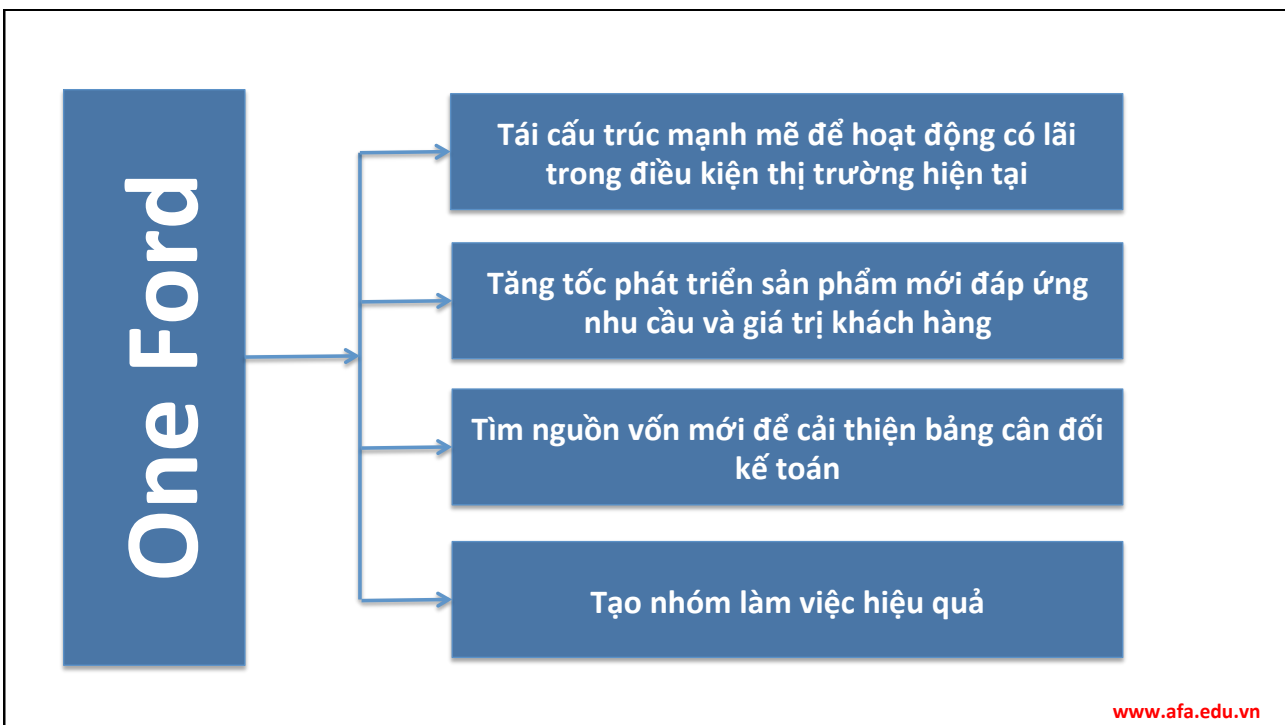 One Ford
Tái cấu trúc mạnh mẽ để hoạt động có lãi
trong điều kiện thị trường hiện tại
Tăng tốc phát triển sản phẩm mới đáp ứng
nhu cầu và giá trị khách hàng
Tìm nguồn vốn mới để cải thiện bảng cân đối
kế toán
Tạo nhóm làm việc hiệu quả
www.afa.edu.vn